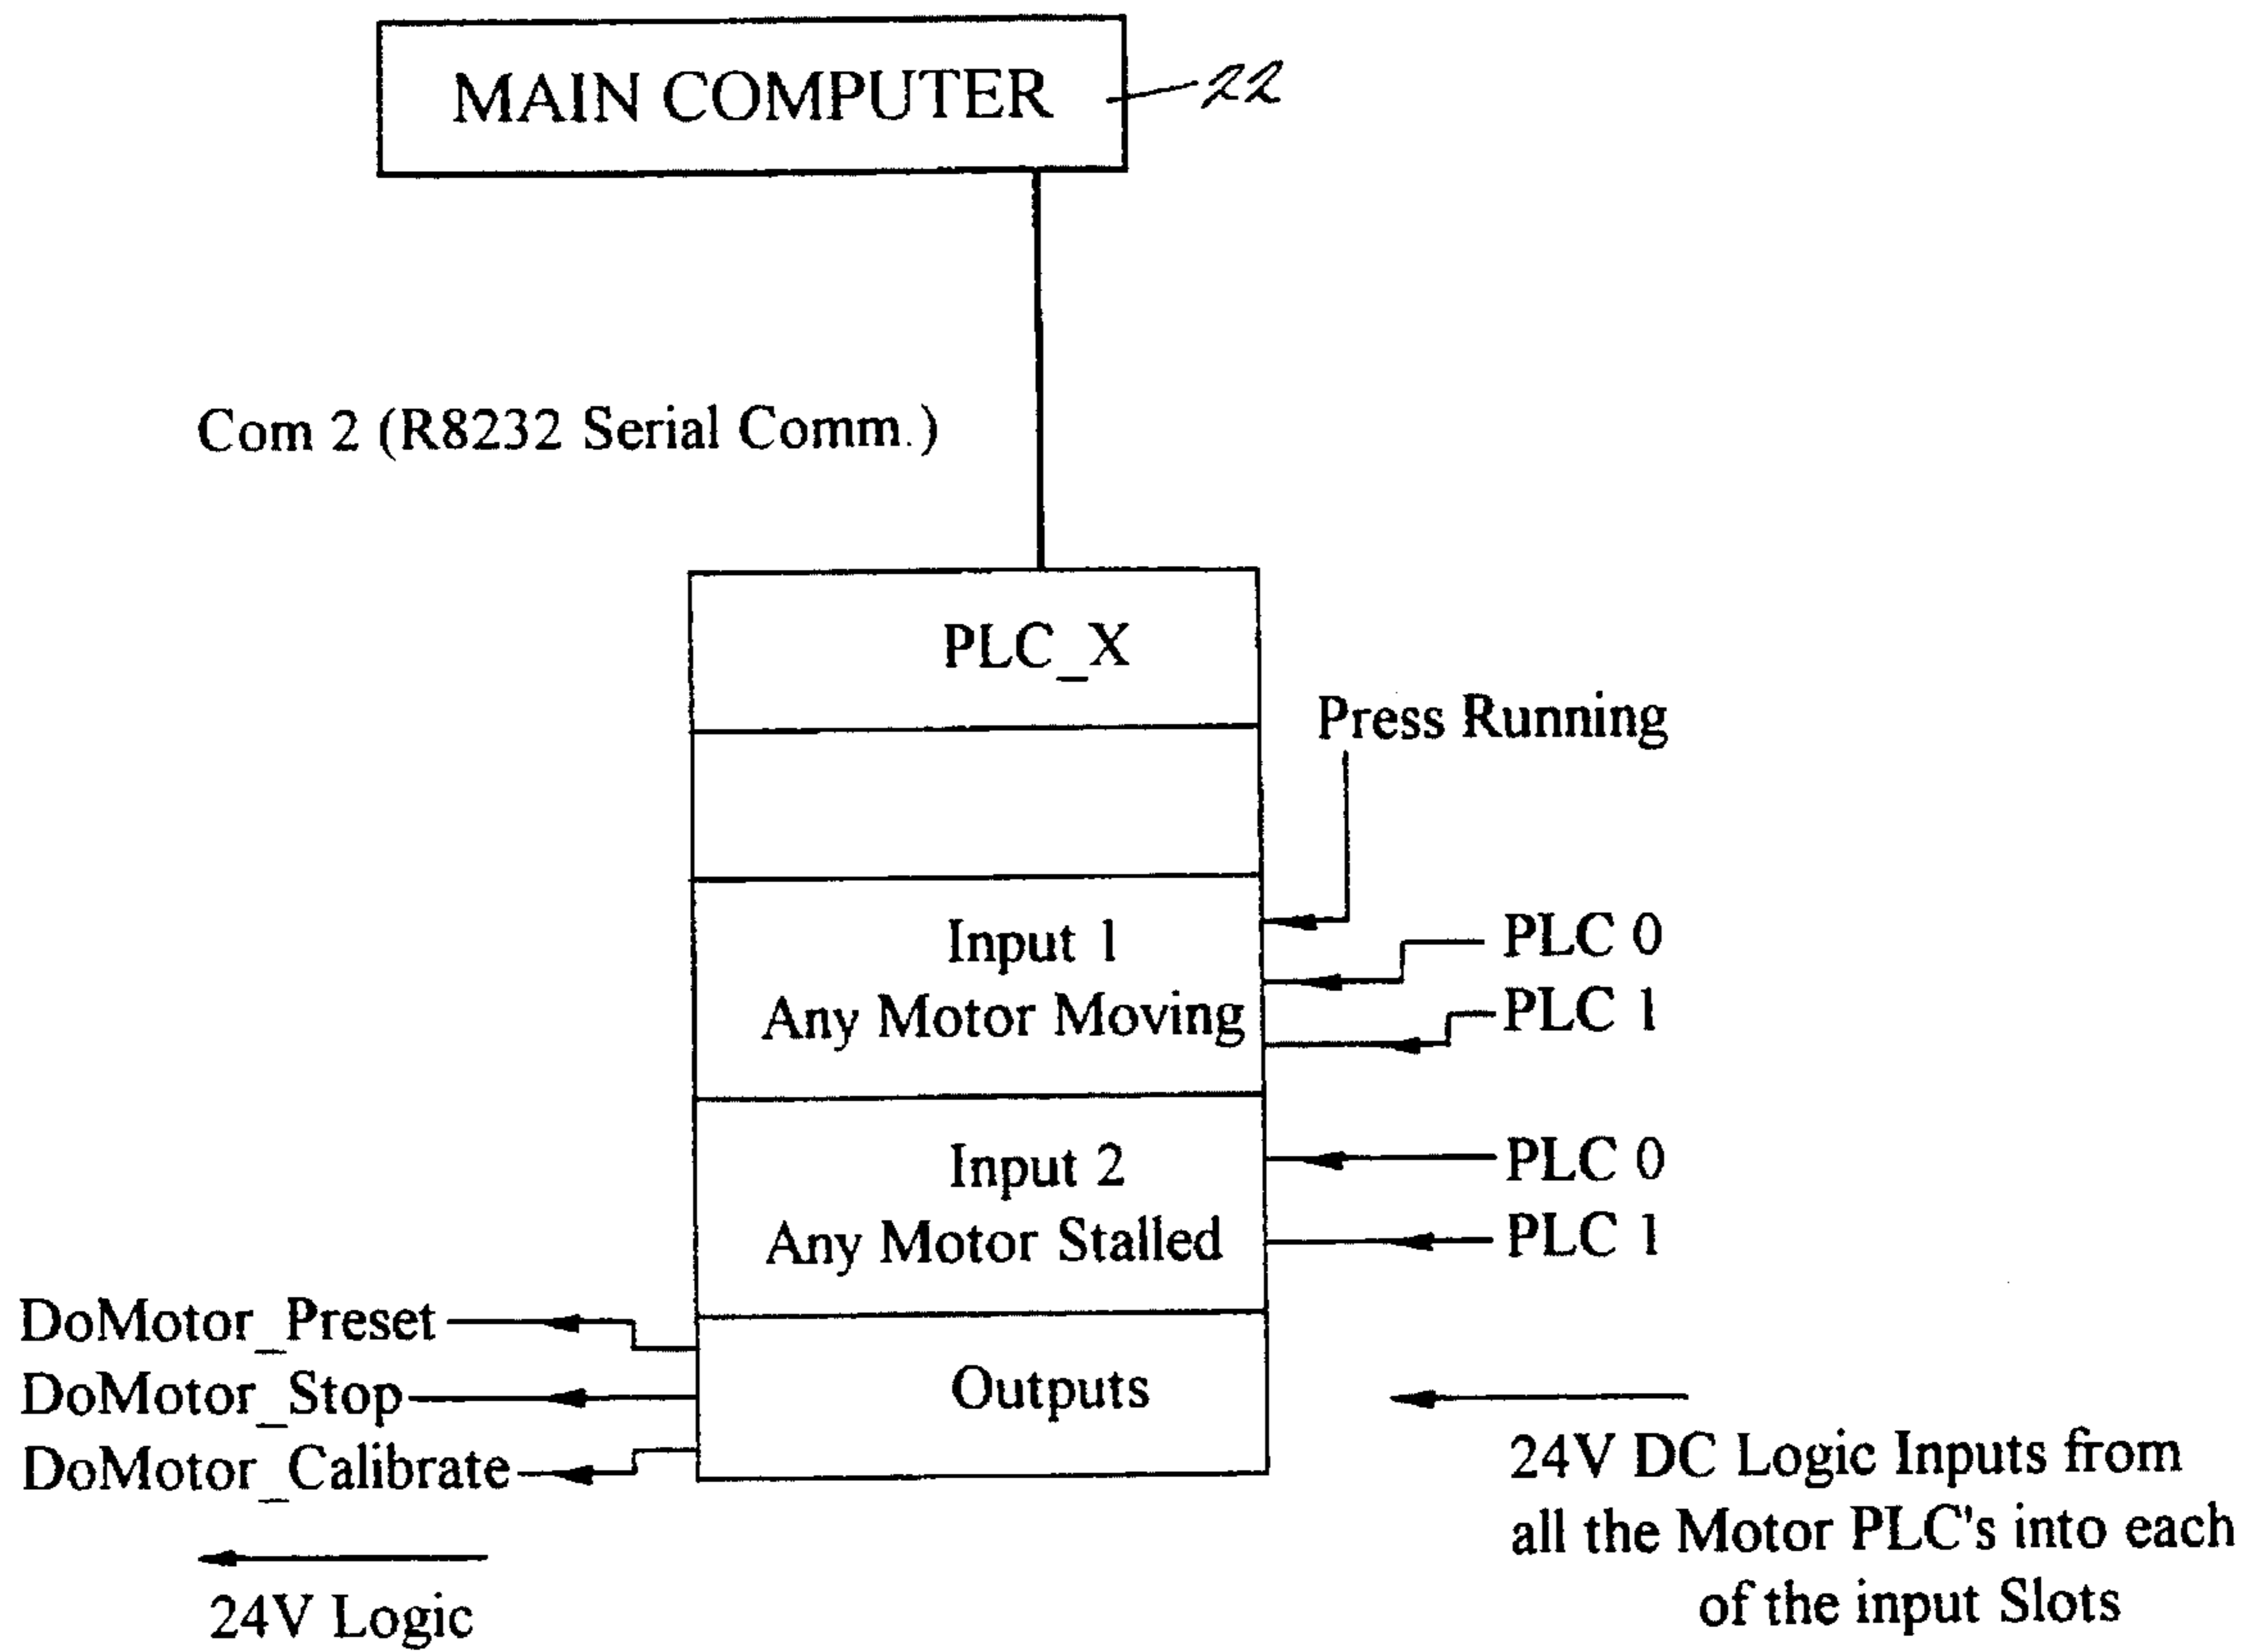 MAIN COMPUTER
22
Com 2 (R8232 Serial Comm.)
PLC_X
Press Running
Input 1
Any Motor Moving
PLC 0
PLC 1
Input 2
Any Motor Stalled
PLC 0
PLC 1
DoMotor_Preset
DoMotor_Stop
DoMotor_Calibrate
Outputs
24V Logic
24V DC Logic Inputs from
all the Motor PLC's into each
of the input Slots